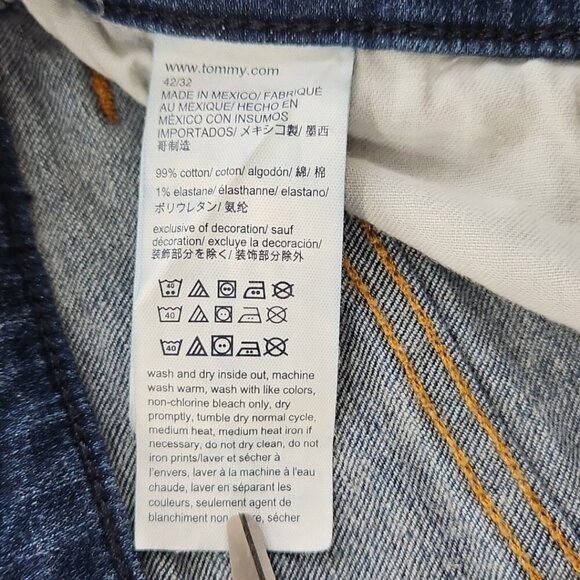 www.tommy.com
42/32
MADE IN MEXICO/ FABRIQUÉ
AU MEXIQUE/ HECHO EN
MÉXICO CON INSUMOS
IMPORTADOS/ メキシコ製/ 墨西
哥制造
99% cotton/ coton/ algodón/ 綿/ 棉
1% elastane/ élasthanne/ elastano/
ポリウレタン/ 氨纶
exclusive of decoration/ sauf
décoration/ excluye la decoración/
装飾部分を除く/ 装饰部分除外
40
40
40
wash and dry inside out, machine
wash warm, wash with like colors,
non-chlorine bleach only, dry
promptly, tumble dry normal cycle,
medium heat, medium heat iron if
necessary, do not dry clean, do not
iron prints/laver et sécher à
l'envers, laver à la machine à l'eau
chaude, laver en séparant les
couleurs, seulement agent de
blanchiment non, sécher